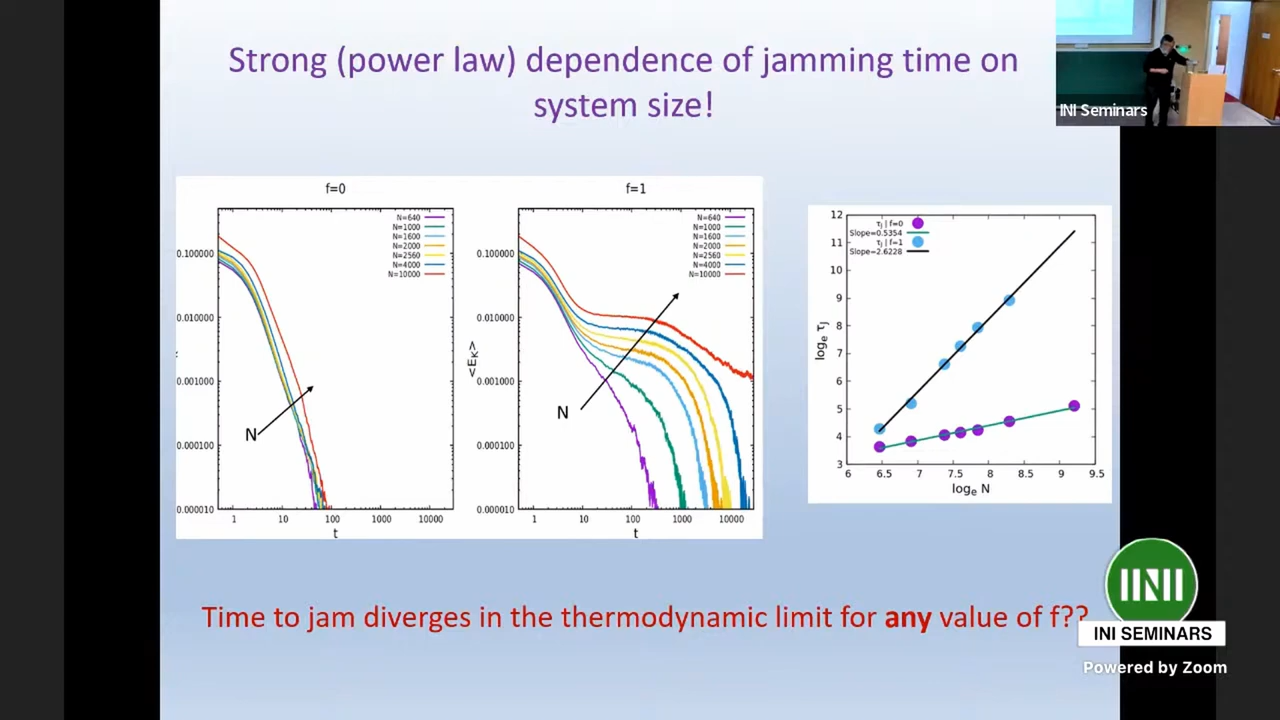 Strong (power law) dependence of jamming time on
system size!
INI Seminars
f=0
N=640
N=1000
N=1600
N=2000
N=2560
N=4000
N=10000
0.100000
0.010000
0.001000
0.000100
0.000010
N
1 10 100 1000 10000
t
f=1
N=640
N=1000
N=1600
N=2000
N=2560
N=4000
N=10000
<E_K>
0.100000
0.010000
0.001000
0.000100
0.000010
N
1 10 100 1000 10000
t
τJ | f=0
Slope=0.5354
τJ | f=1
Slope=2.6228
log_e τJ
12
11
10
9
8
7
6
5
4
3
6 6.5 7 7.5 8 8.5 9 9.5
log_e N
Time to jam diverges in the thermodynamic limit for any value of f??
INI SEMINARS
Powered by Zoom